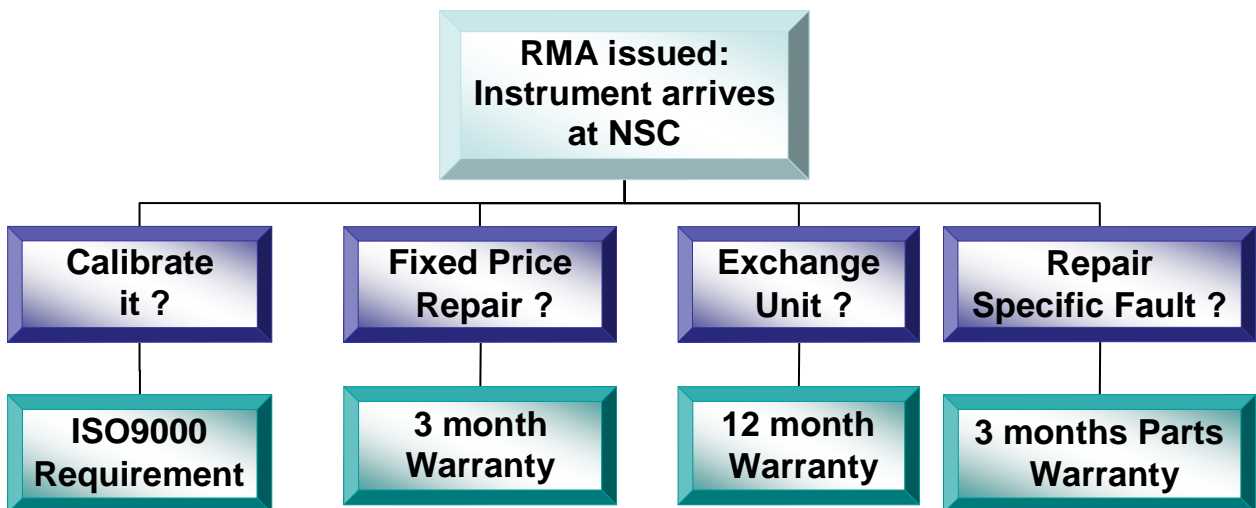 RMA issued:
Instrument arrives
at NSC
Calibrate
it ?
Fixed Price
Repair ?
Exchange
Unit ?
Repair
Specific Fault ?
ISO9000
Requirement
3 month
Warranty
12 month
Warranty
3 months Parts
Warranty